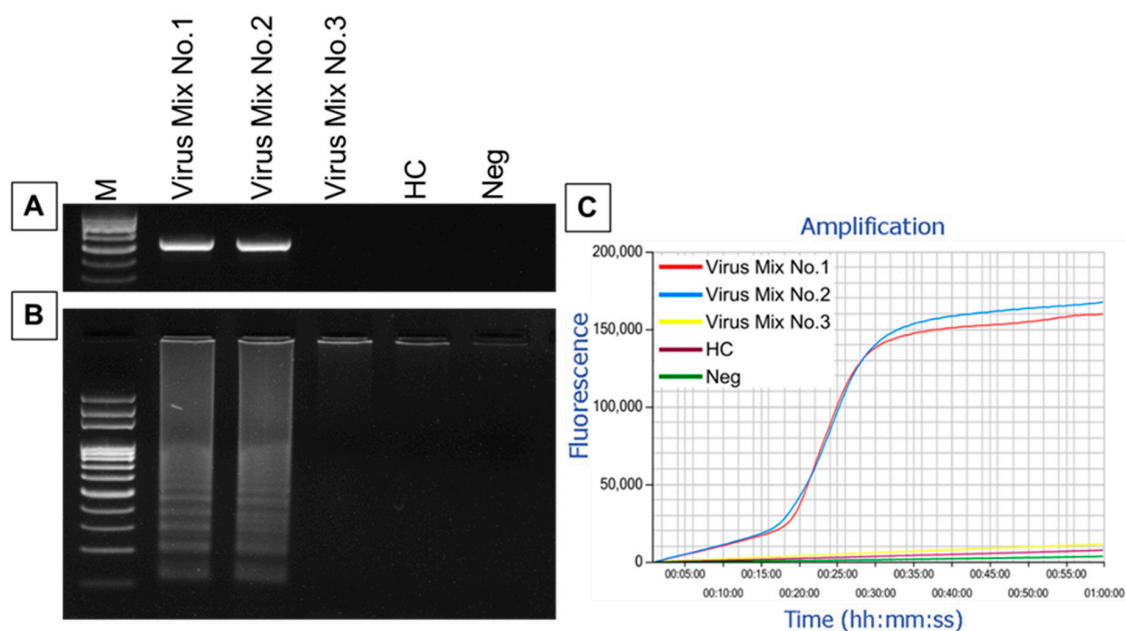 M
Virus Mix No.1
Virus Mix No.2
Virus Mix No.3
HC
Neg
A
B
C
Amplification
200,000
150,000
100,000
50,000
0
Fluorescence
Virus Mix No.1
Virus Mix No.2
Virus Mix No.3
HC
Neg
00:05:00 00:15:00 00:25:00 00:35:00 00:45:00 00:55:00
00:10:00 00:20:00 00:30:00 00:40:00 00:50:00 01:00:00
Time (hh:mm:ss)